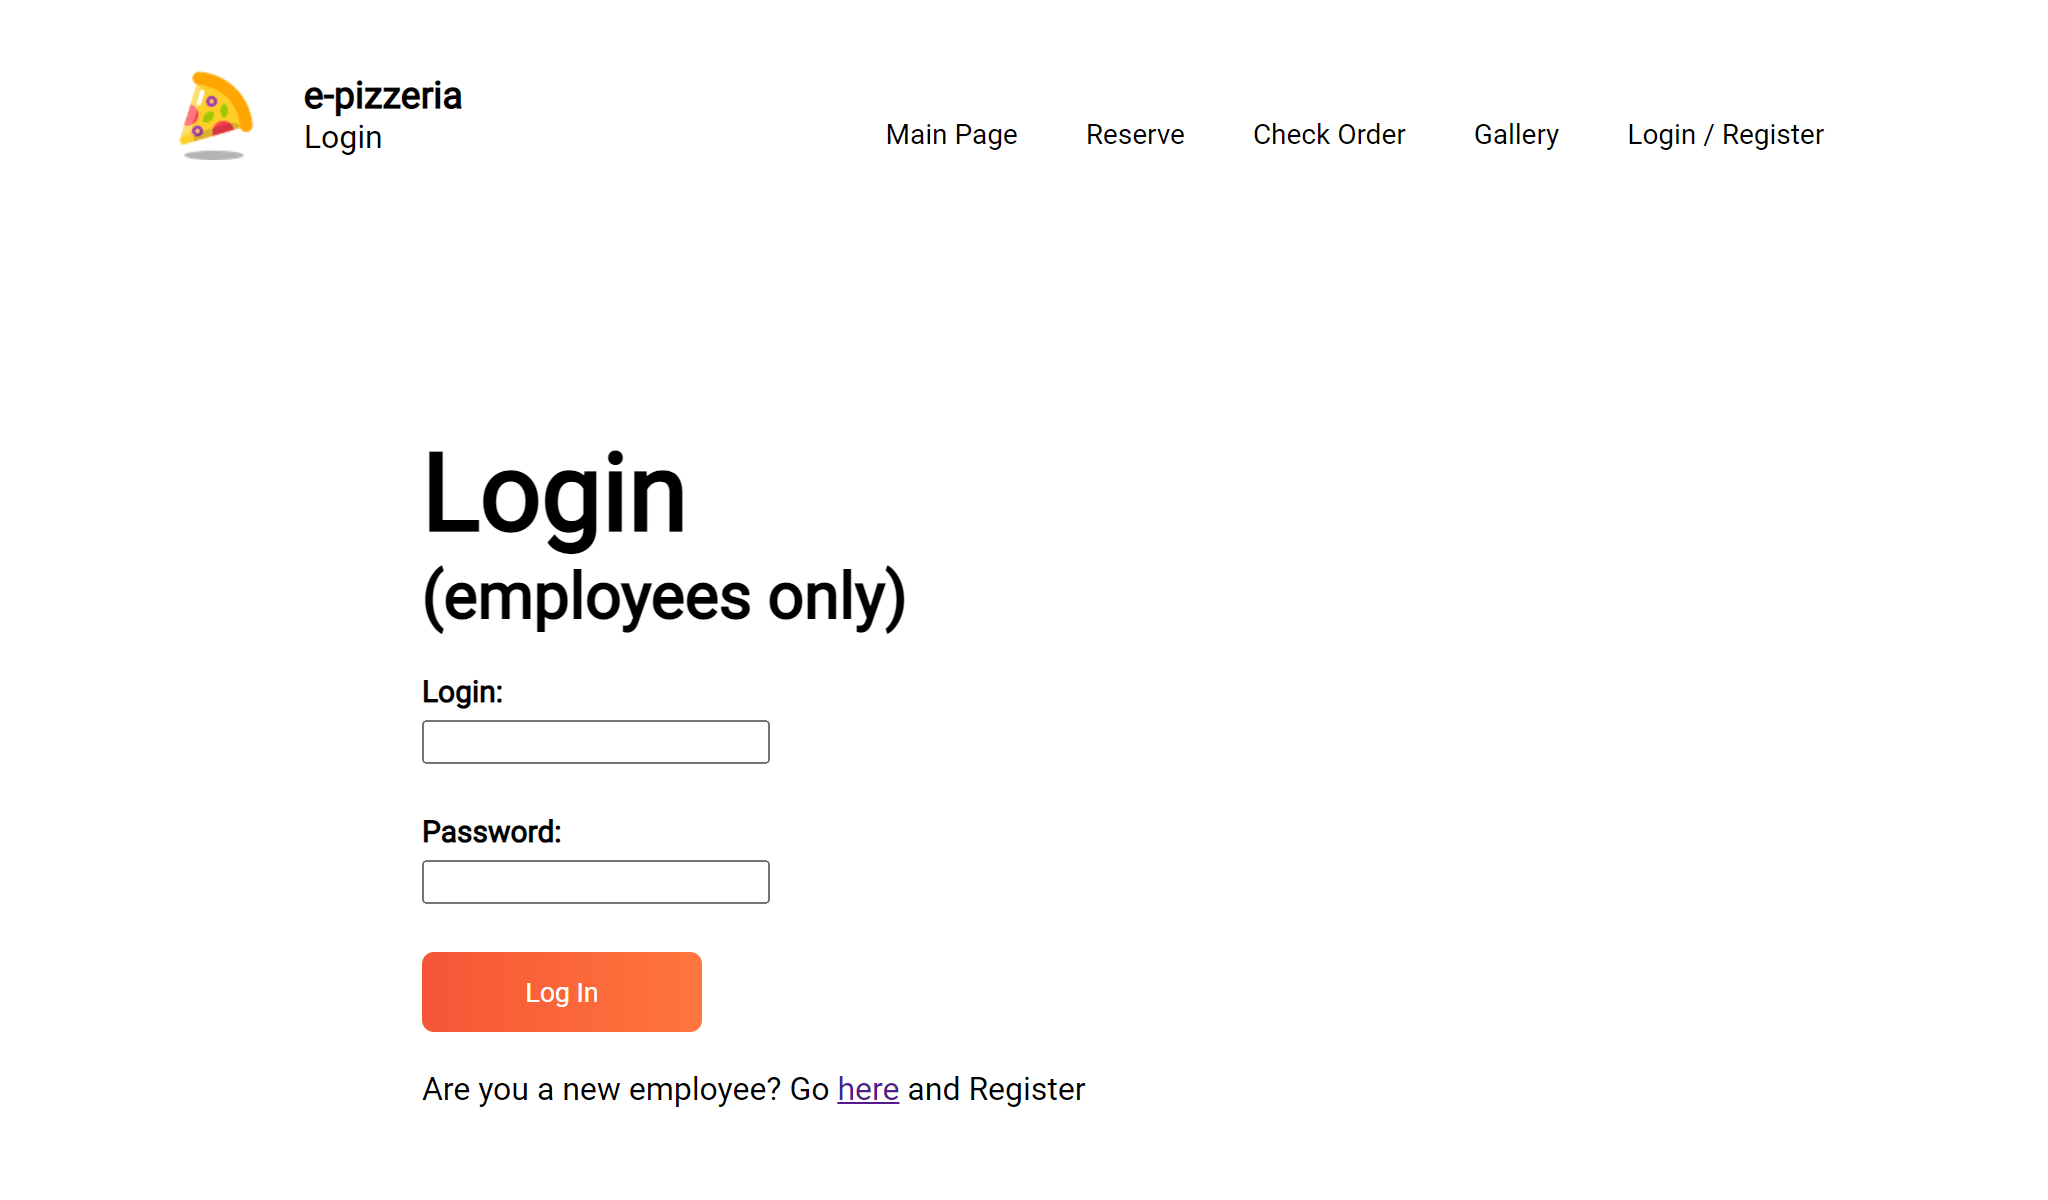 e-pizzeria
Login
Main Page Reserve Check Order Gallery Login / Register
Login
(employees only)
Login:
Password:
Log In
Are you a new employee? Go here and Register